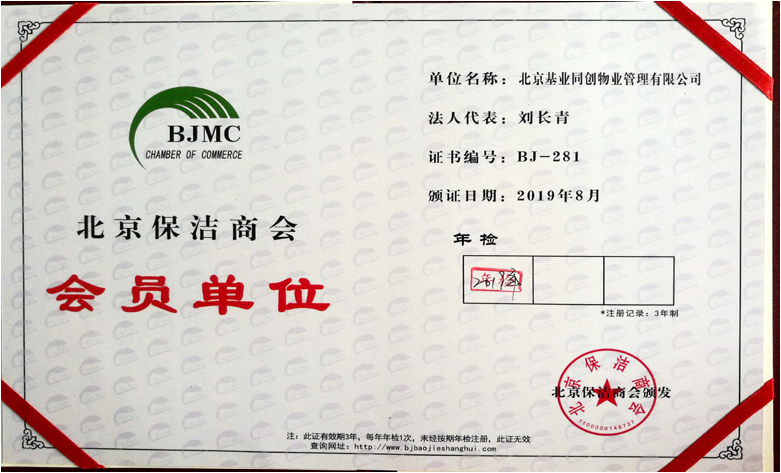 BJMC
CHAMBER OF COMMERCE
北京保洁商会
会员单位
单位名称：北京基业同创物业管理有限公司
法人代表：刘长青
证书编号：BJ-281
颁证日期：2019年8月
年检
*注册记录：3年制
北京保洁商会
北京保洁商会颁发
注：此证有效期3年，每年年检1次，未经按期年检注册，此证无效
查询网址：http://www.bjbaojieshanghui.com